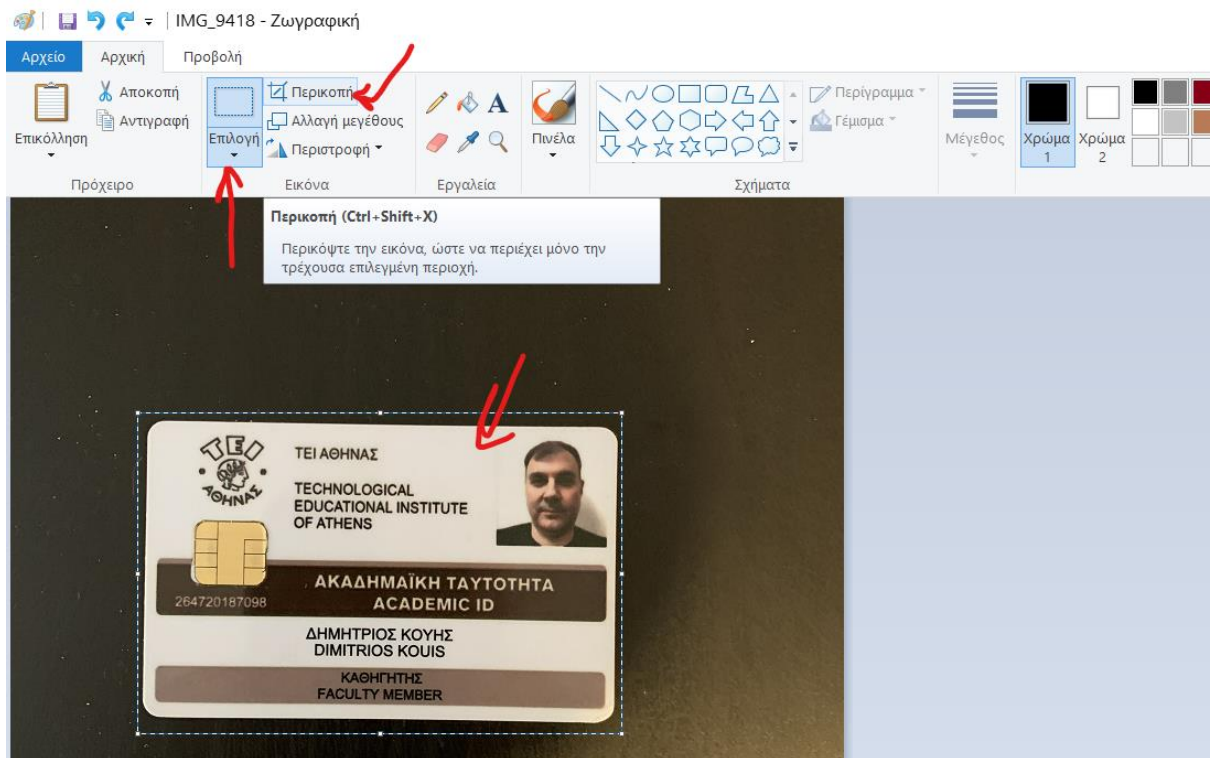 IMG_9418 - Ζωγραφική
Αρχείο Αρχική Προβολή
Επικόλληση
Αποκοπή
Αντιγραφή
Πρόχειρο
Επιλογή
Περικοπή
Αλλαγή μεγέθους
Περιστροφή
Εικόνα
A
Εργαλεία
Πινέλα
Περίγραμμα
Γέμισμα
Σχήματα
Μέγεθος
Χρώμα
1
Χρώμα
2
Περικοπή (Ctrl+Shift+X)
Περικόψτε την εικόνα, ώστε να περιέχει μόνο την
τρέχουσα επιλεγμένη περιοχή.
ΤΕΙ
ΑΘΗΝΑΣ
ΤΕΙ ΑΘΗΝΑΣ
TECHNOLOGICAL
EDUCATIONAL INSTITUTE
OF ATHENS
ΑΚΑΔΗΜΑΪΚΗ ΤΑΥΤΟΤΗΤΑ
264720187098 ACADEMIC ID
ΔΗΜΗΤΡΙΟΣ ΚΟΥΗΣ
DIMITRIOS KOUIS
ΚΑΘΗΓΗΤΗΣ
FACULTY MEMBER